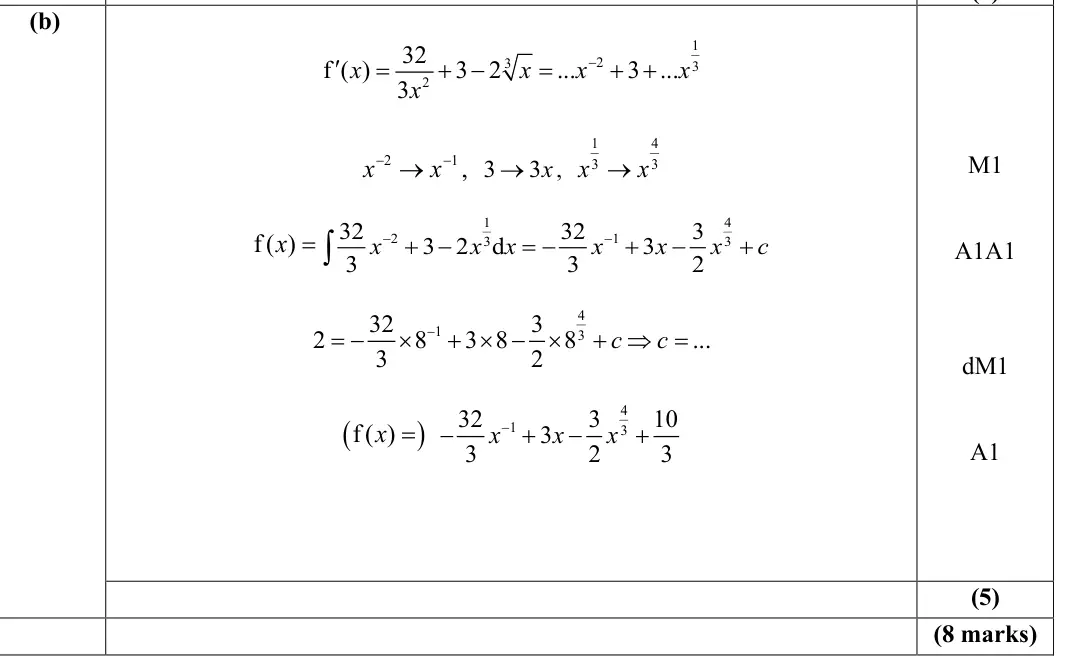 (b)
f′(x) = 32/(3x²) + 3 − 2∛x = ...x⁻² + 3 + ...x^(1/3)
x⁻² → x⁻¹, 3 → 3x, x^(1/3) → x^(4/3) M1
f(x) = ∫ 32/3 x⁻² + 3 − 2x^(1/3) dx = − 32/3 x⁻¹ + 3x − 3/2 x^(4/3) + c A1A1
2 = − 32/3 × 8⁻¹ + 3 × 8 − 3/2 × 8^(4/3) + c ⇒ c = ... dM1
(f(x) =) − 32/3 x⁻¹ + 3x − 3/2 x^(4/3) + 10/3 A1
(5)
(8 marks)